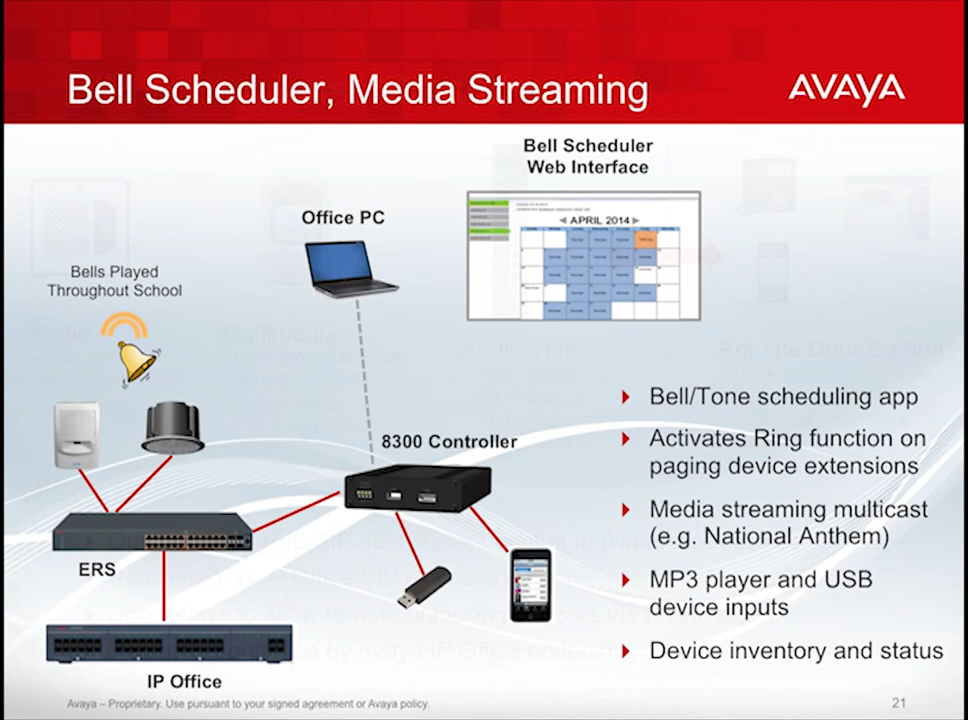 Bell Scheduler, Media Streaming
AVAYA
Bell Scheduler
Web Interface
Office PC
APRIL 2014
Bells Played
Throughout School
8300 Controller
ERS
IP Office
Bell/Tone scheduling app
Activates Ring function on
paging device extensions
Media streaming multicast
(e.g. National Anthem)
MP3 player and USB
device inputs
Device inventory and status
Avaya – Proprietary. Use pursuant to your signed agreement or Avaya policy.
21